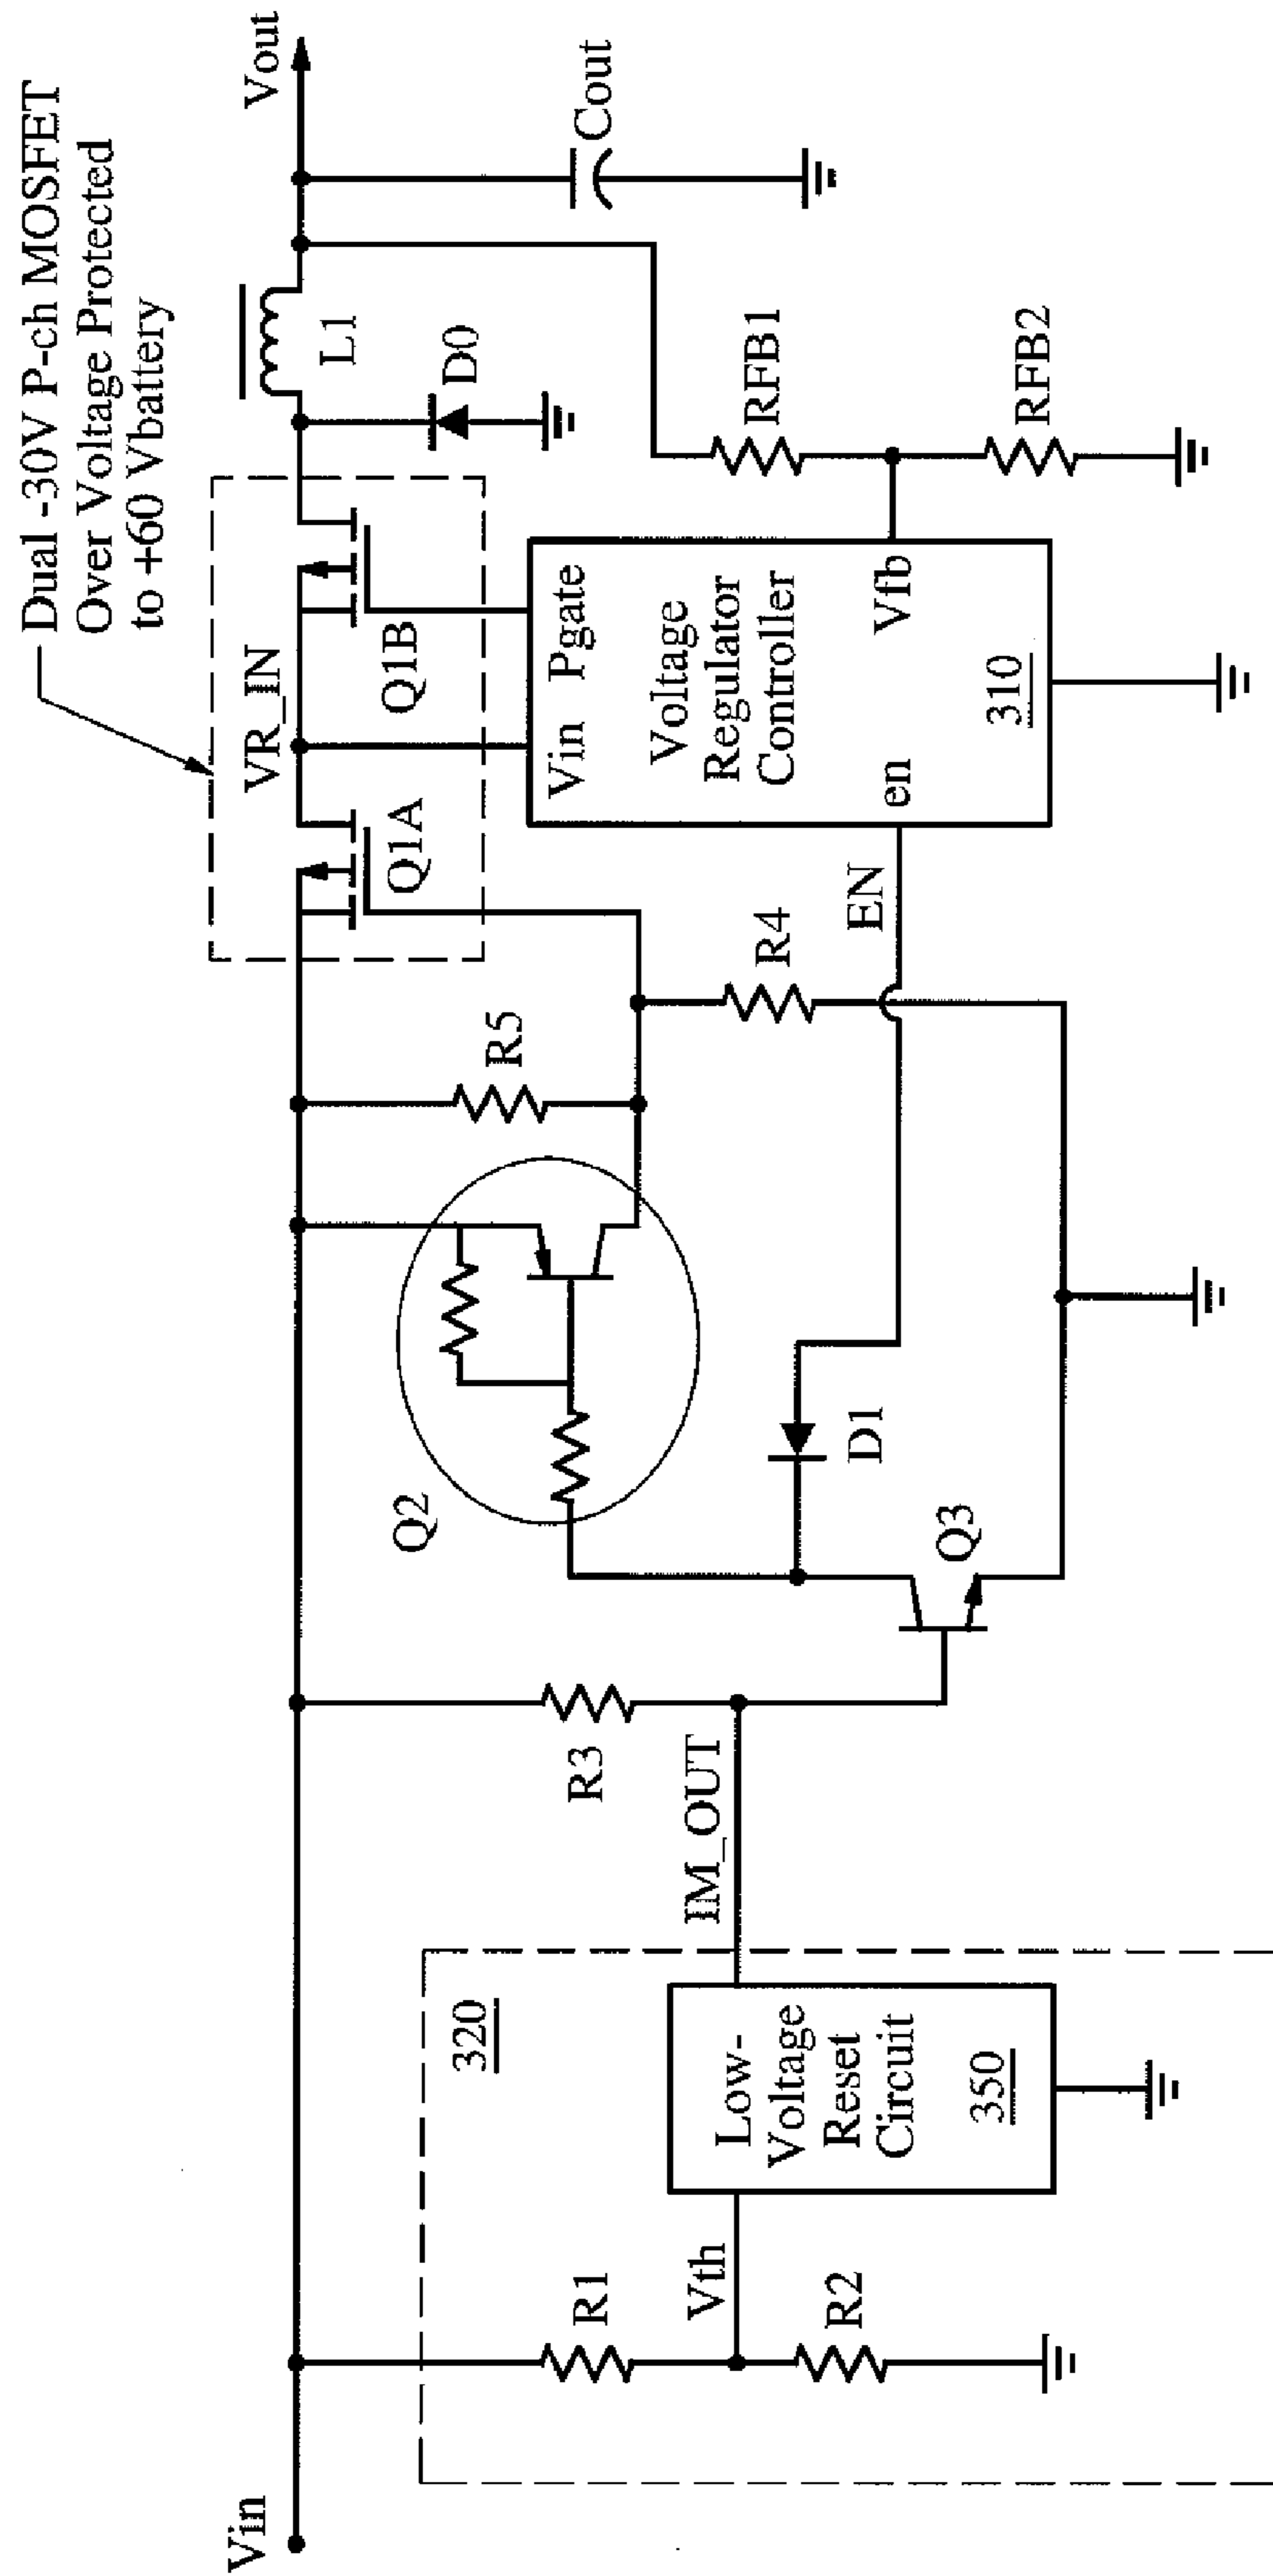 Dual -30V P-ch MOSFET
Over Voltage Protected
to +60 Vbattery
Vin
VR_IN
Vout
L1
Q1A
Q1B
D0
Cout
R5
Q2
R3
R4
R1
R2
Vth
320
Low-
Voltage
Reset
Circuit
350
IM_OUT
Q3
D1
EN
Vin Pgate
Voltage
Regulator
Controller
en
310
Vfb
RFB1
RFB2